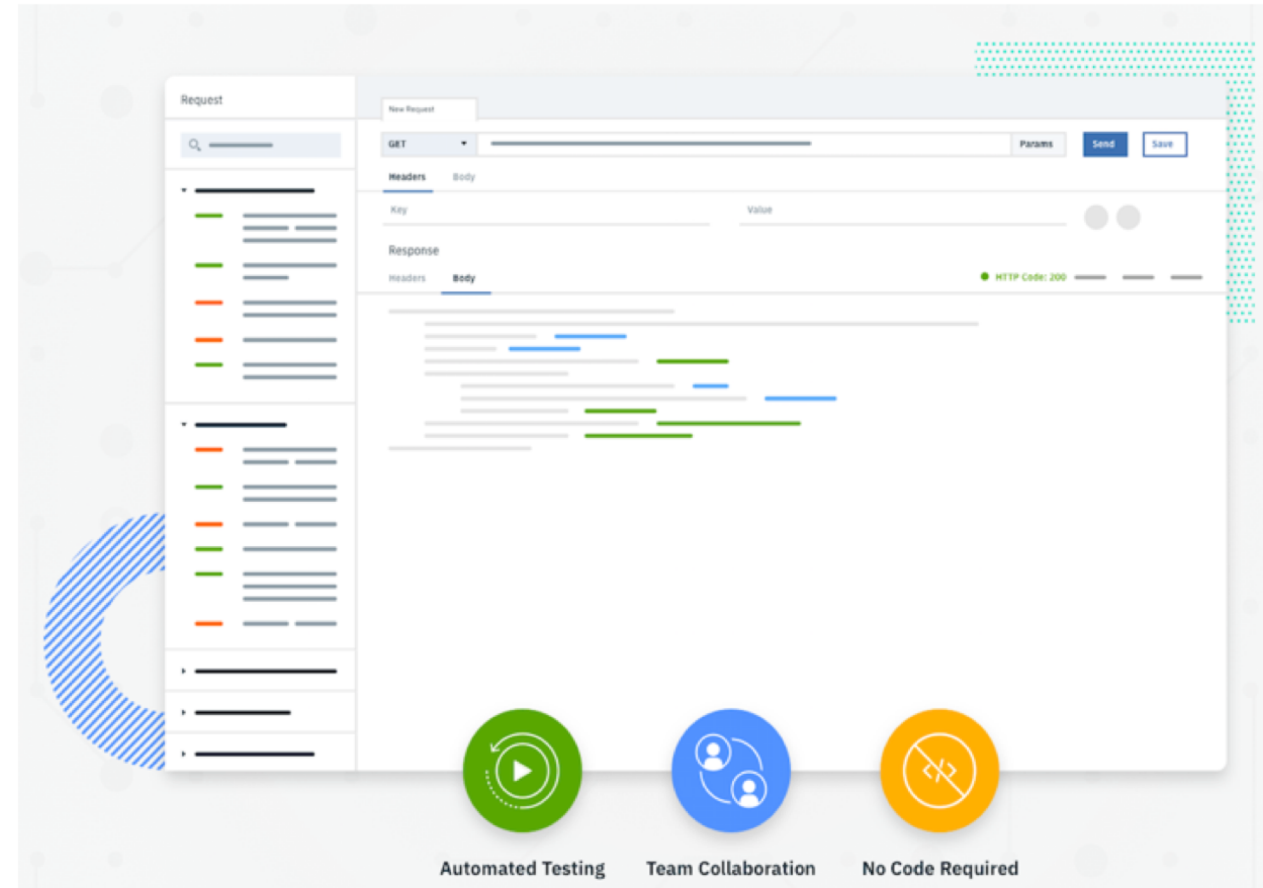 Request
New Request
GET
Params
Send
Save
Headers Body
Key
Value
Response
Headers Body
HTTP Code: 200
Automated Testing
Team Collaboration
No Code Required